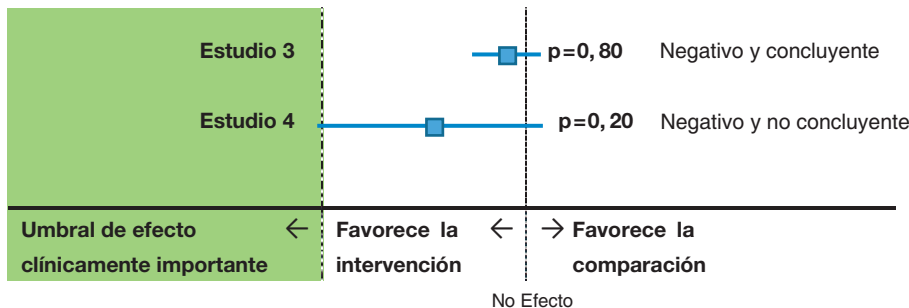 Estudio 3 p=0,80 Negativo y concluyente
Estudio 4 p=0,20 Negativo y no concluyente
Umbral de efecto ← Favorece la ← → Favorece la
clínicamente importante intervención comparación
No Efecto